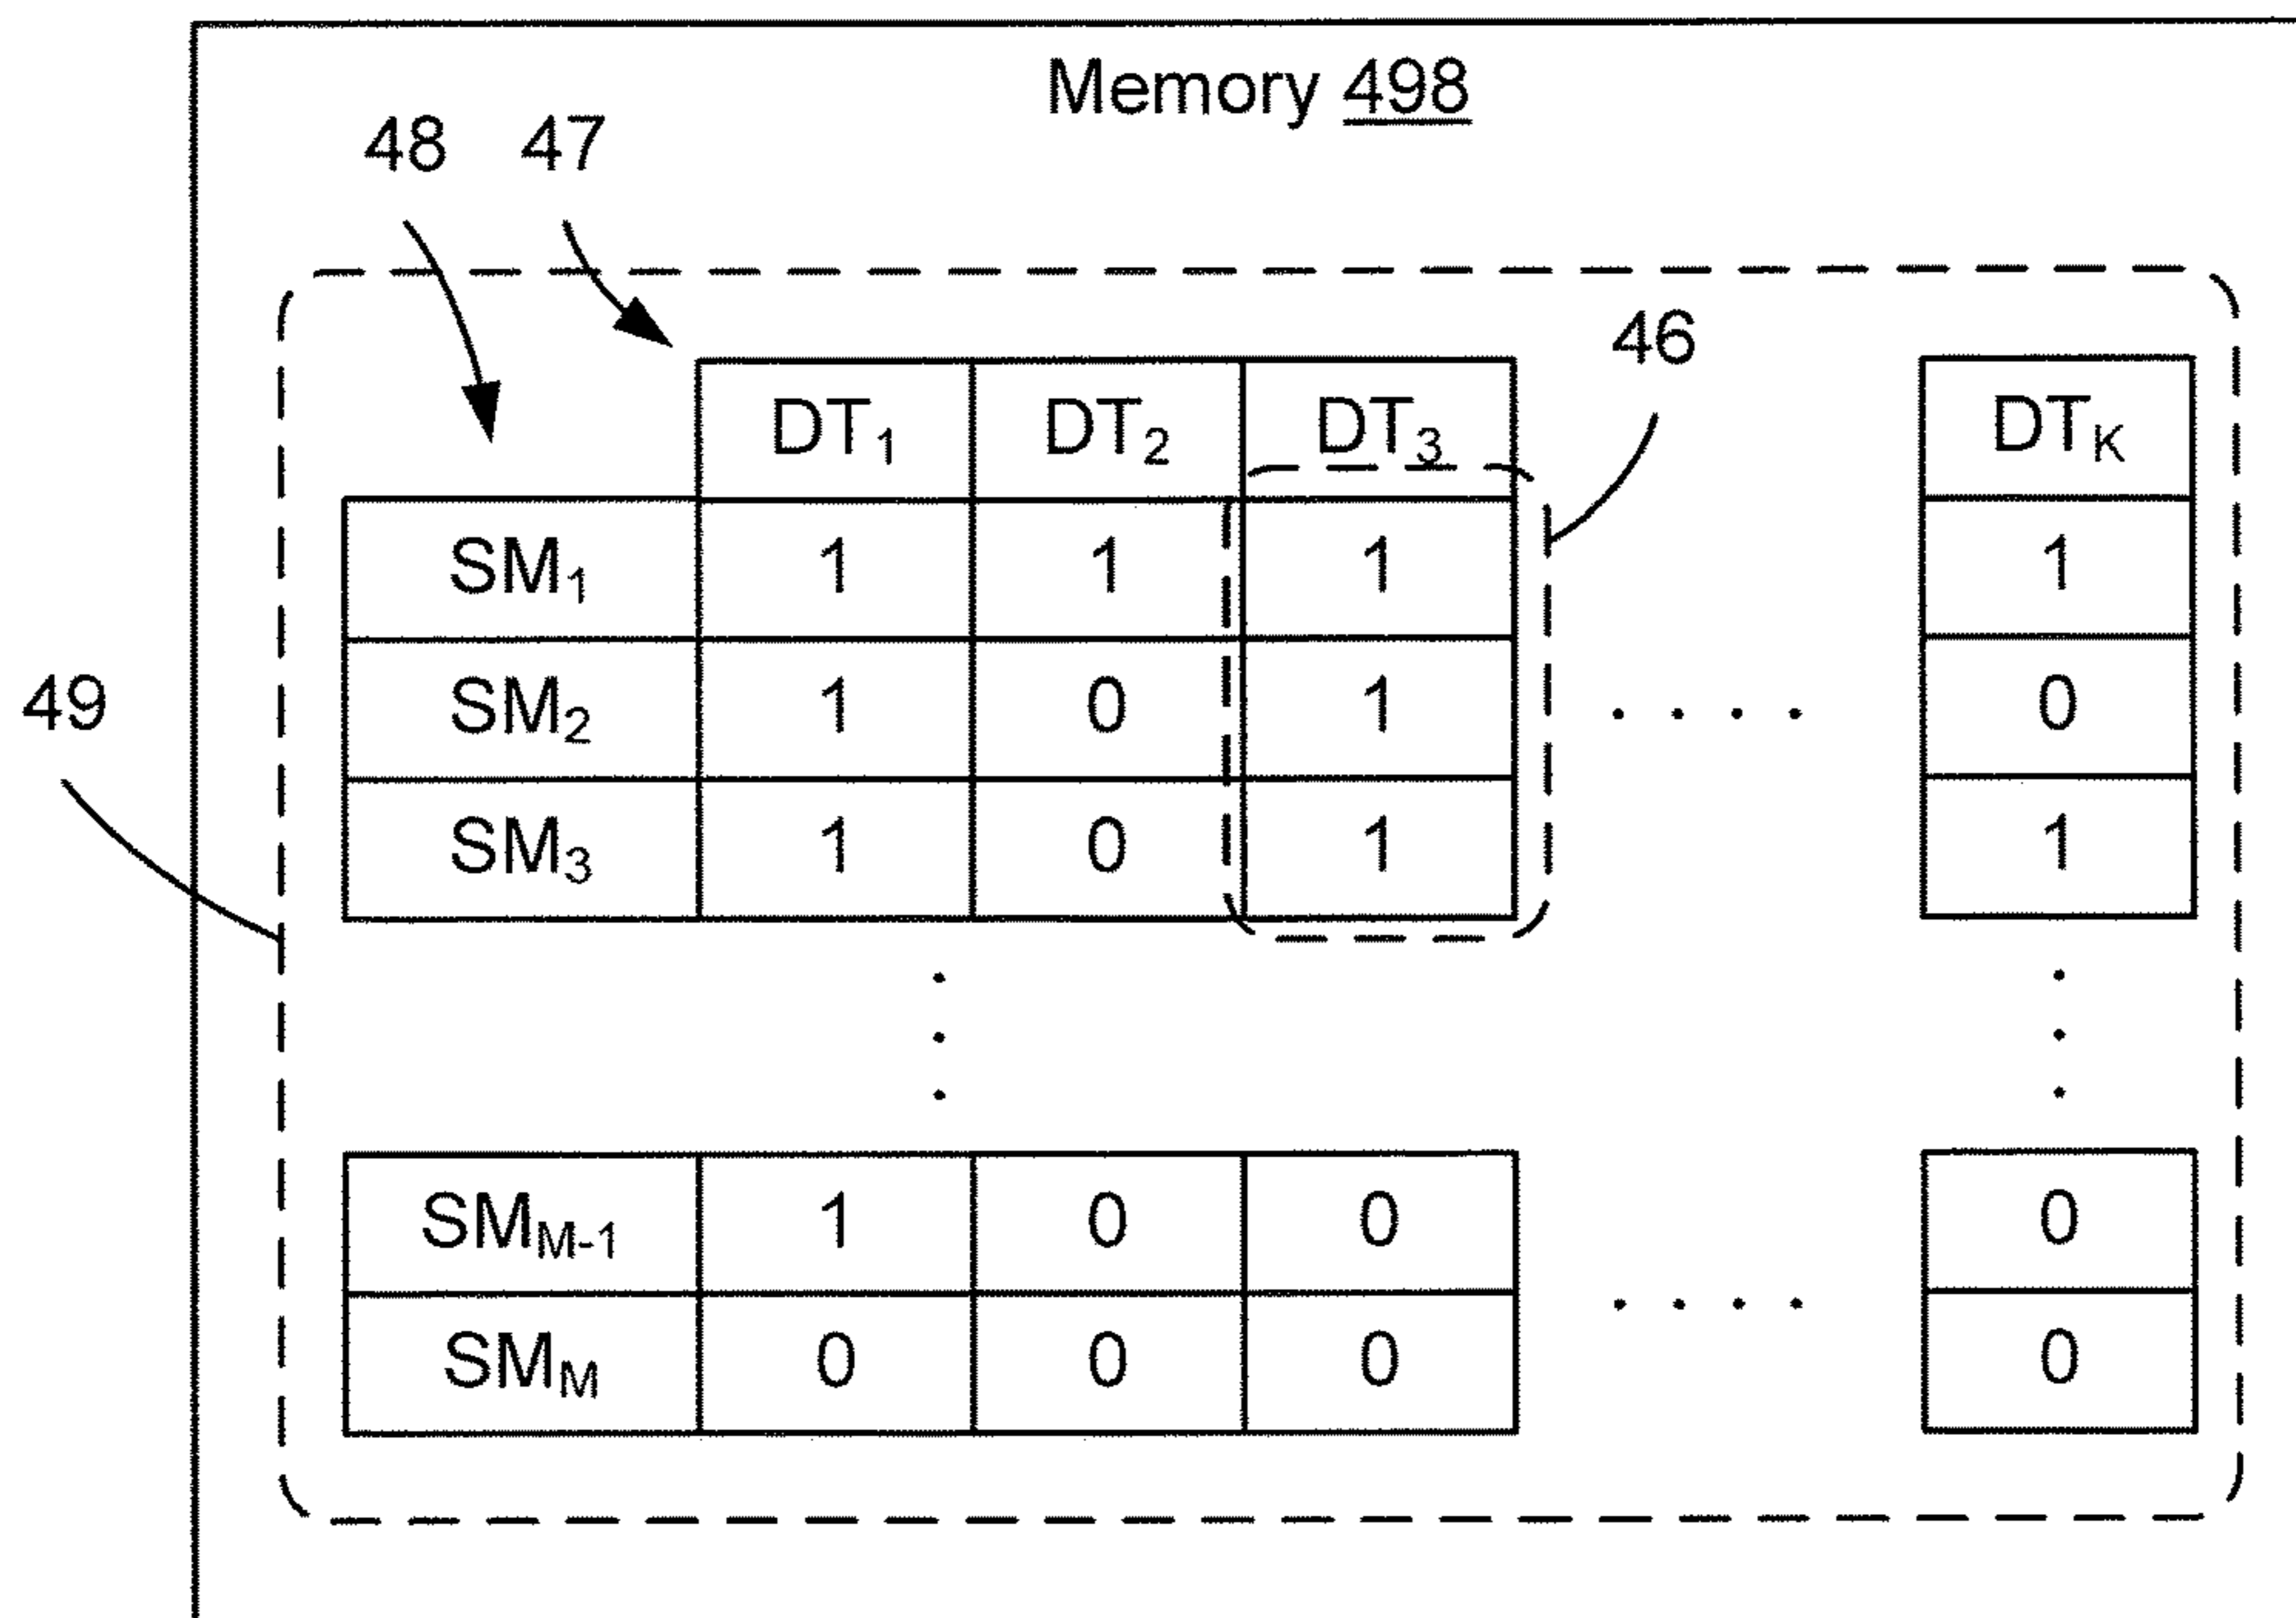 Memory 498
48 47
46
DT1 DT2 DT3 DTK
SM1 1 1 1 1
SM2 1 0 1 . . . . 0
49
SM3 1 0 1 1
SMM-1 1 0 0 0
. . . .
SMM 0 0 0 0